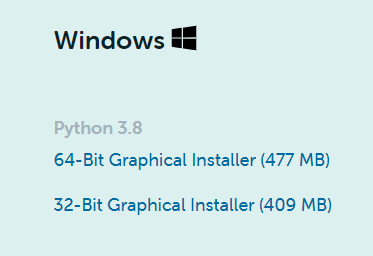 Windows
Python 3.8
64-Bit Graphical Installer (477 MB)
32-Bit Graphical Installer (409 MB)